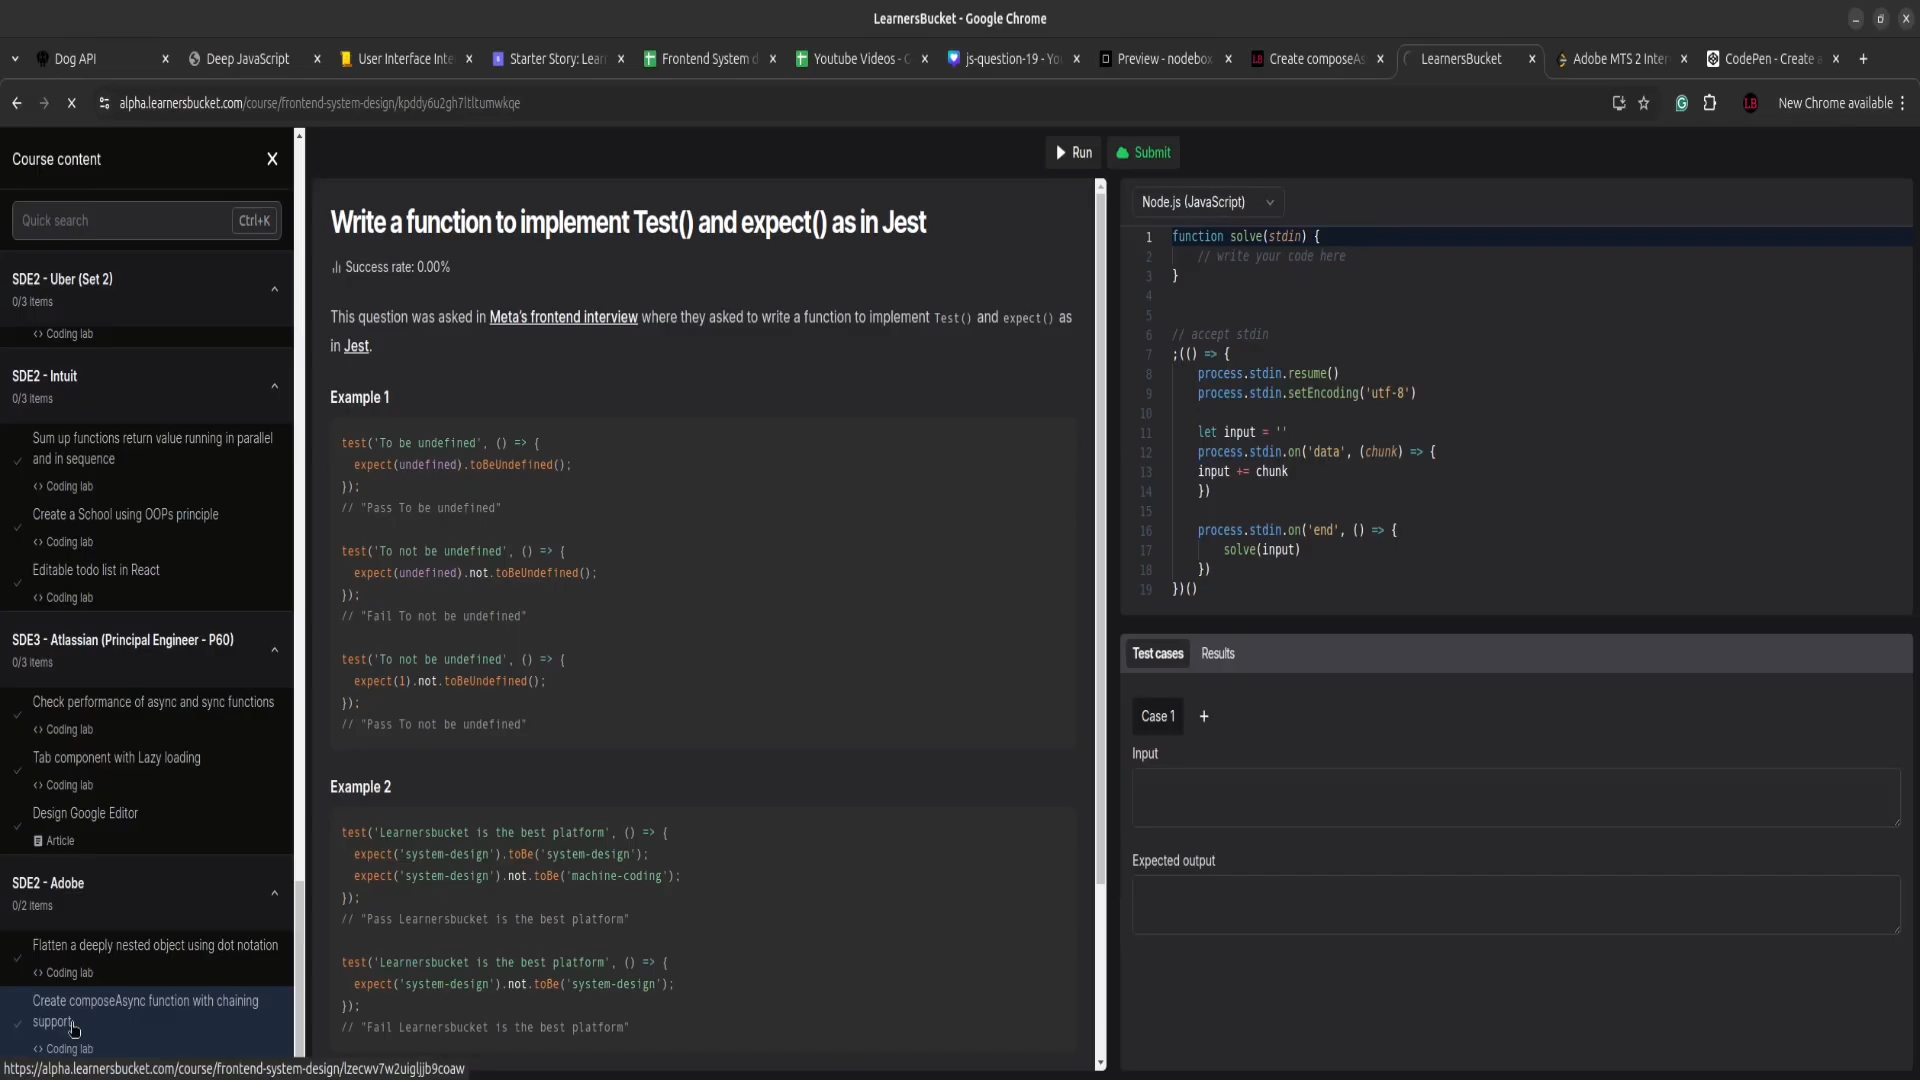 LearnersBucket - Google Chrome
Dog API
Deep JavaScript
User Interface Inte
Starter Story: Lear
Frontend System d
Youtube Videos - G
js-question-19 - Yo
Preview - nodebox
LB Create composeAs
LearnersBucket
Adobe MTS 2 Inter
CodePen - Create a
alpha.learnersbucket.com/course/frontend-system-design/kpddy6u2gh7ltltumwkqe
LB
New Chrome available
Course content
Quick search
Ctrl+K
SDE2 - Uber (Set 2)
0/3 items
Coding lab
SDE2 - Intuit
0/3 items
Sum up functions return value running in parallel
and in sequence
Coding lab
Create a School using OOPs principle
Coding lab
Editable todo list in React
Coding lab
SDE3 - Atlassian (Principal Engineer - P60)
0/3 items
Check performance of async and sync functions
Coding lab
Tab component with Lazy loading
Coding lab
Design Google Editor
Article
SDE2 - Adobe
0/2 items
Flatten a deeply nested object using dot notation
Coding lab
Create composeAsync function with chaining
support
Coding lab
https://alpha.learnersbucket.com/course/frontend-system-design/lzecwv7w2uigljjb9coaw
Run
Submit
Write a function to implement Test() and expect() as in Jest
Success rate: 0.00%
This question was asked in Meta's frontend interview where they asked to write a function to implement Test() and expect() as
in Jest.
Example 1
test('To be undefined', () => {
expect(undefined).toBeUndefined();
});
// "Pass To be undefined"
test('To not be undefined', () => {
expect(undefined).not.toBeUndefined();
});
// "Fail To not be undefined"
test('To not be undefined', () => {
expect(1).not.toBeUndefined();
});
// "Pass To not be undefined"
Example 2
test('Learnersbucket is the best platform', () => {
expect('system-design').toBe('system-design');
expect('system-design').not.toBe('machine-coding');
});
// "Pass Learnersbucket is the best platform"
test('Learnersbucket is the best platform', () => {
expect('system-design').not.toBe('system-design');
});
// "Fail Learnersbucket is the best platform"
Node.js (JavaScript)
1 function solve(stdin) {
2 // write your code here
3 }
4
5
6 // accept stdin
7 ;(() => {
8 process.stdin.resume()
9 process.stdin.setEncoding('utf-8')
10
11 let input = ''
12 process.stdin.on('data', (chunk) => {
13 input += chunk
14 })
15
16 process.stdin.on('end', () => {
17 solve(input)
18 })
19 })()
Test cases
Results
Case 1 +
Input
Expected output